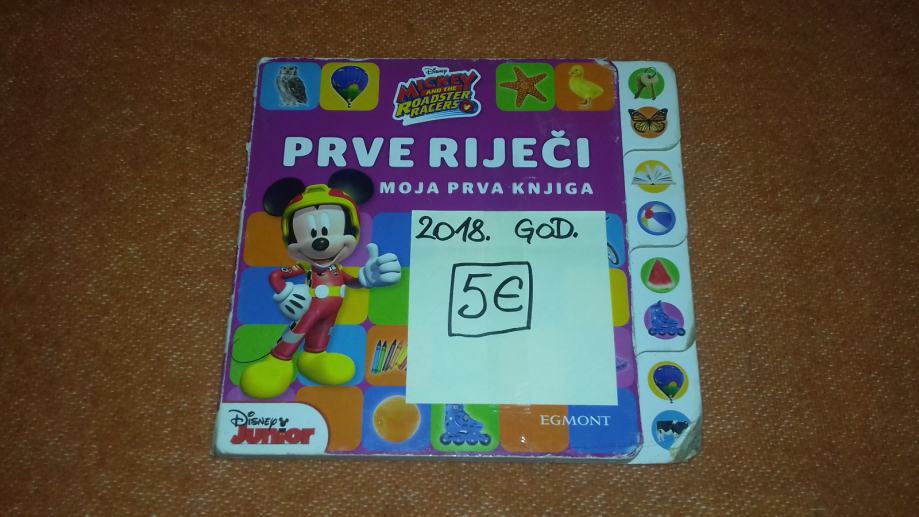 Disney
MICKEY
AND THE
ROADSTER
RACERS
PRVE RIJEČI
MOJA PRVA KNJIGA
2018. GOD.
5€
EGMONT
Disney
Junior